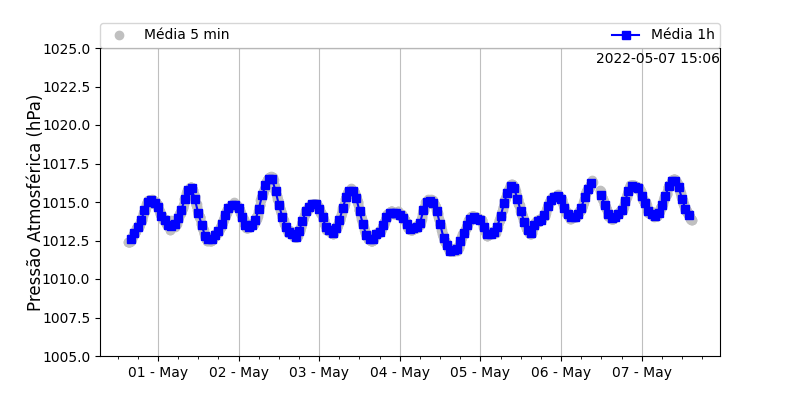 Média 5 min
Média 1h
2022-05-07 15:06
Pressão Atmosférica (hPa)
1025.0
1022.5
1020.0
1017.5
1015.0
1012.5
1010.0
1007.5
1005.0
01 - May
02 - May
03 - May
04 - May
05 - May
06 - May
07 - May